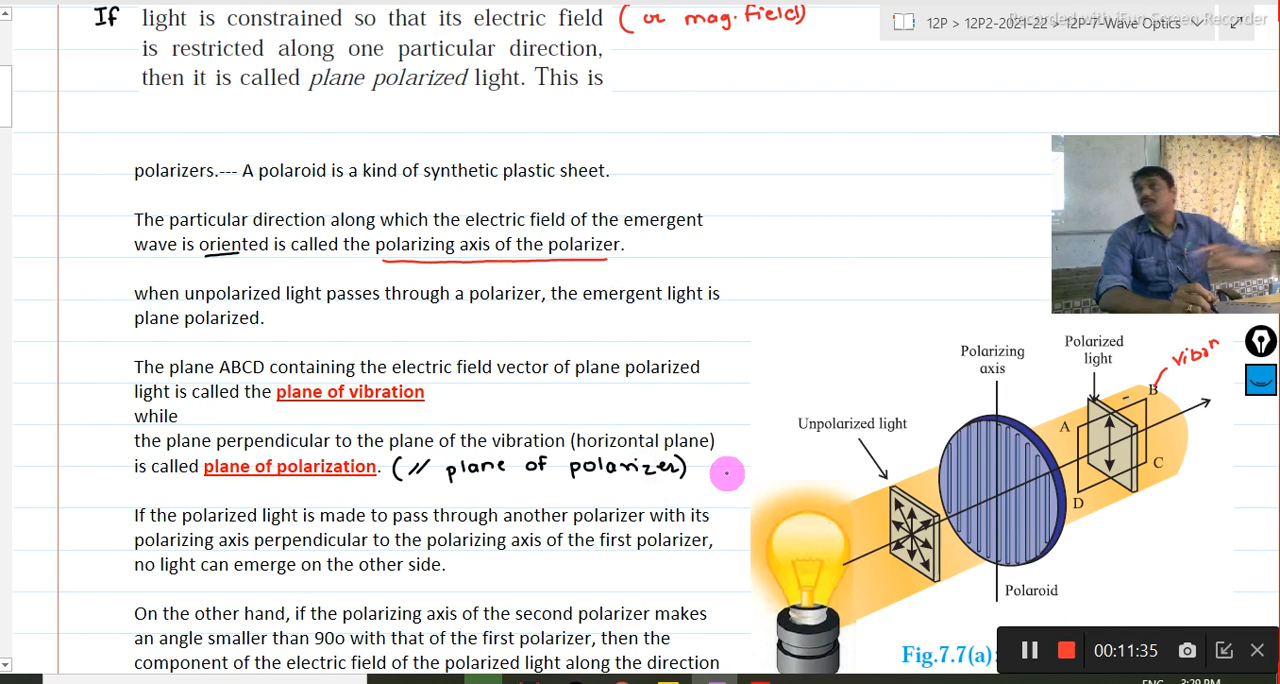 If light is constrained so that its electric field (or mag. field)
is restricted along one particular direction,
then it is called plane polarized light. This is
12P > 12P2-2021-22 > 12P-7-Wave Optics
Recorded with iFun Screen Recorder
polarizers.--- A polaroid is a kind of synthetic plastic sheet.
The particular direction along which the electric field of the emergent
wave is oriented is called the polarizing axis of the polarizer.
when unpolarized light passes through a polarizer, the emergent light is
plane polarized.
The plane ABCD containing the electric field vector of plane polarized
light is called the plane of vibration
while
the plane perpendicular to the plane of the vibration (horizontal plane)
is called plane of polarization. (// plane of polarizer)
If the polarized light is made to pass through another polarizer with its
polarizing axis perpendicular to the polarizing axis of the first polarizer,
no light can emerge on the other side.
On the other hand, if the polarizing axis of the second polarizer makes
an angle smaller than 90o with that of the first polarizer, then the
component of the electric field of the polarized light along the direction
Polarizing
axis
Polarized
light
vibrⁿ
Unpolarized light
A
B
C
D
Polaroid
Fig.7.7(a):
00:11:35
ENG
3:29 PM